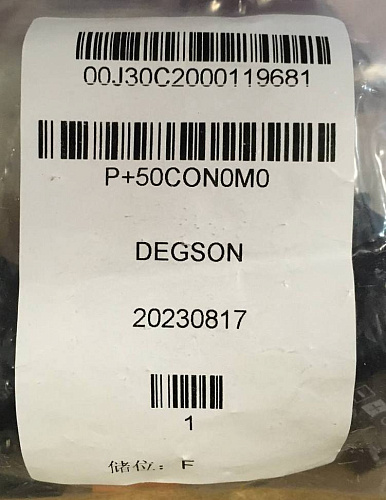 00J30C2000119681
P+50CON0M0
DEGSON
20230817
1
储位: F